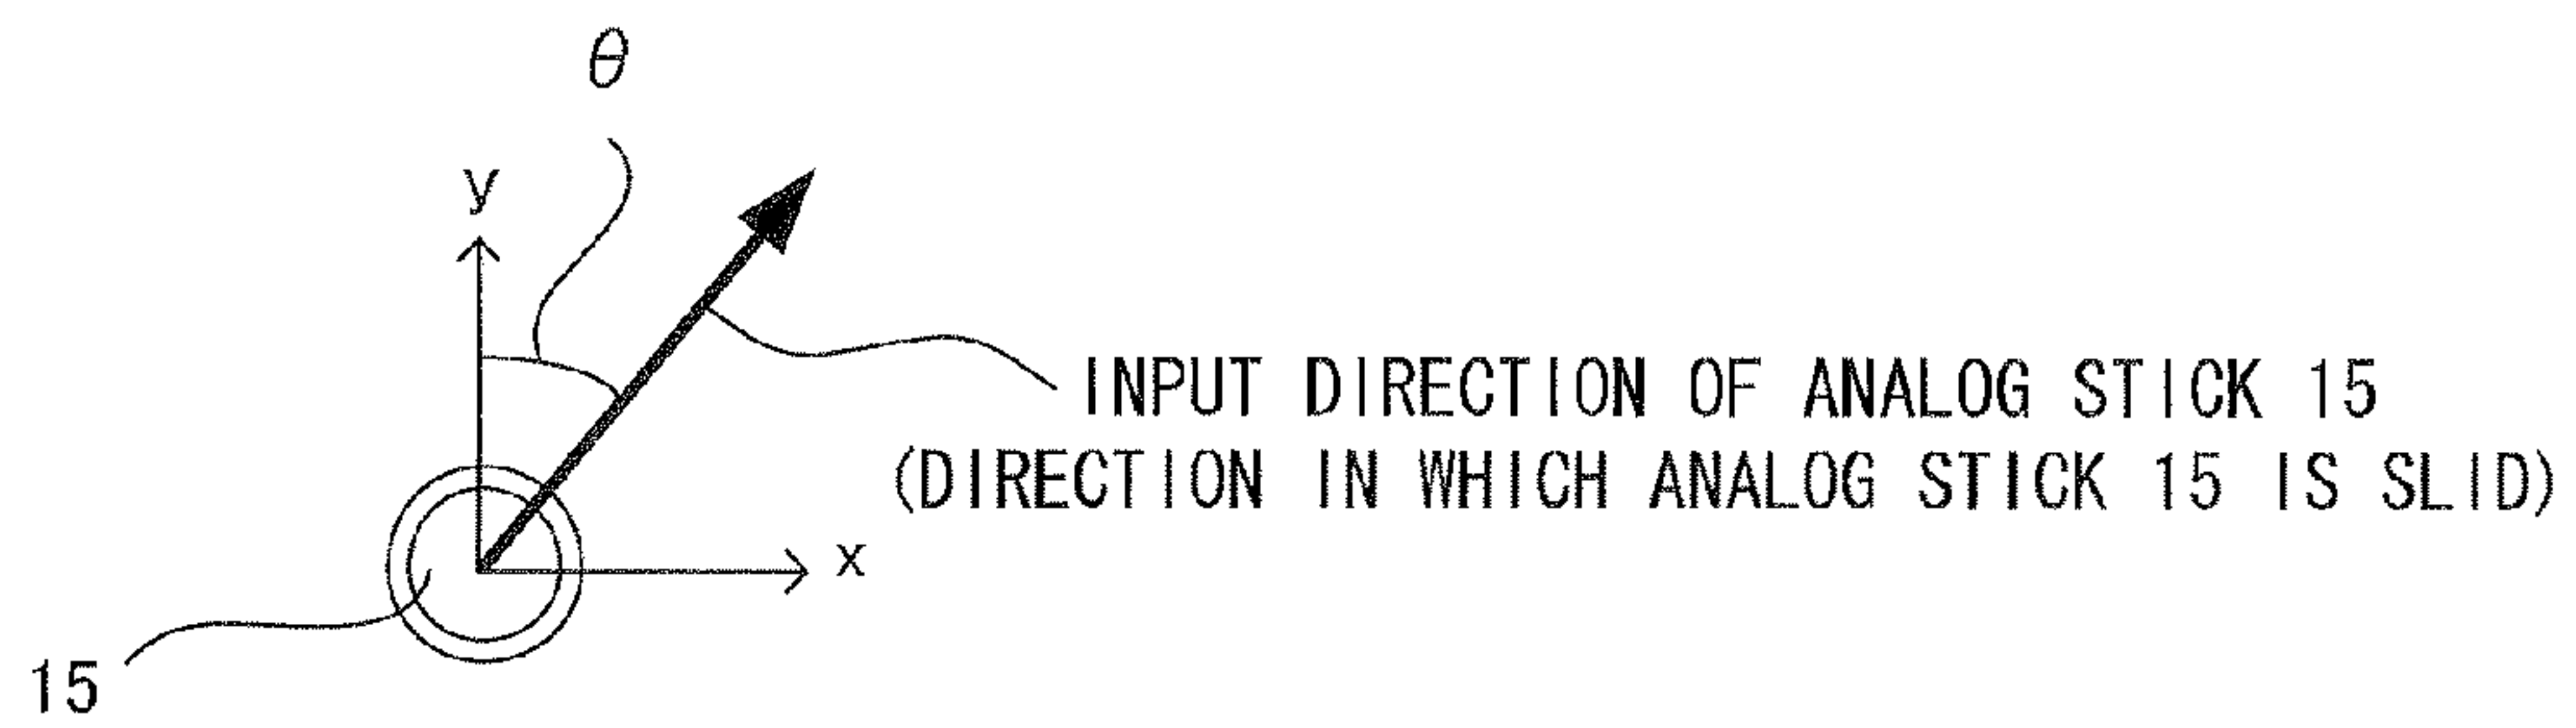 θ
y
INPUT DIRECTION OF ANALOG STICK 15
(DIRECTION IN WHICH ANALOG STICK 15 IS SLID)
x
15